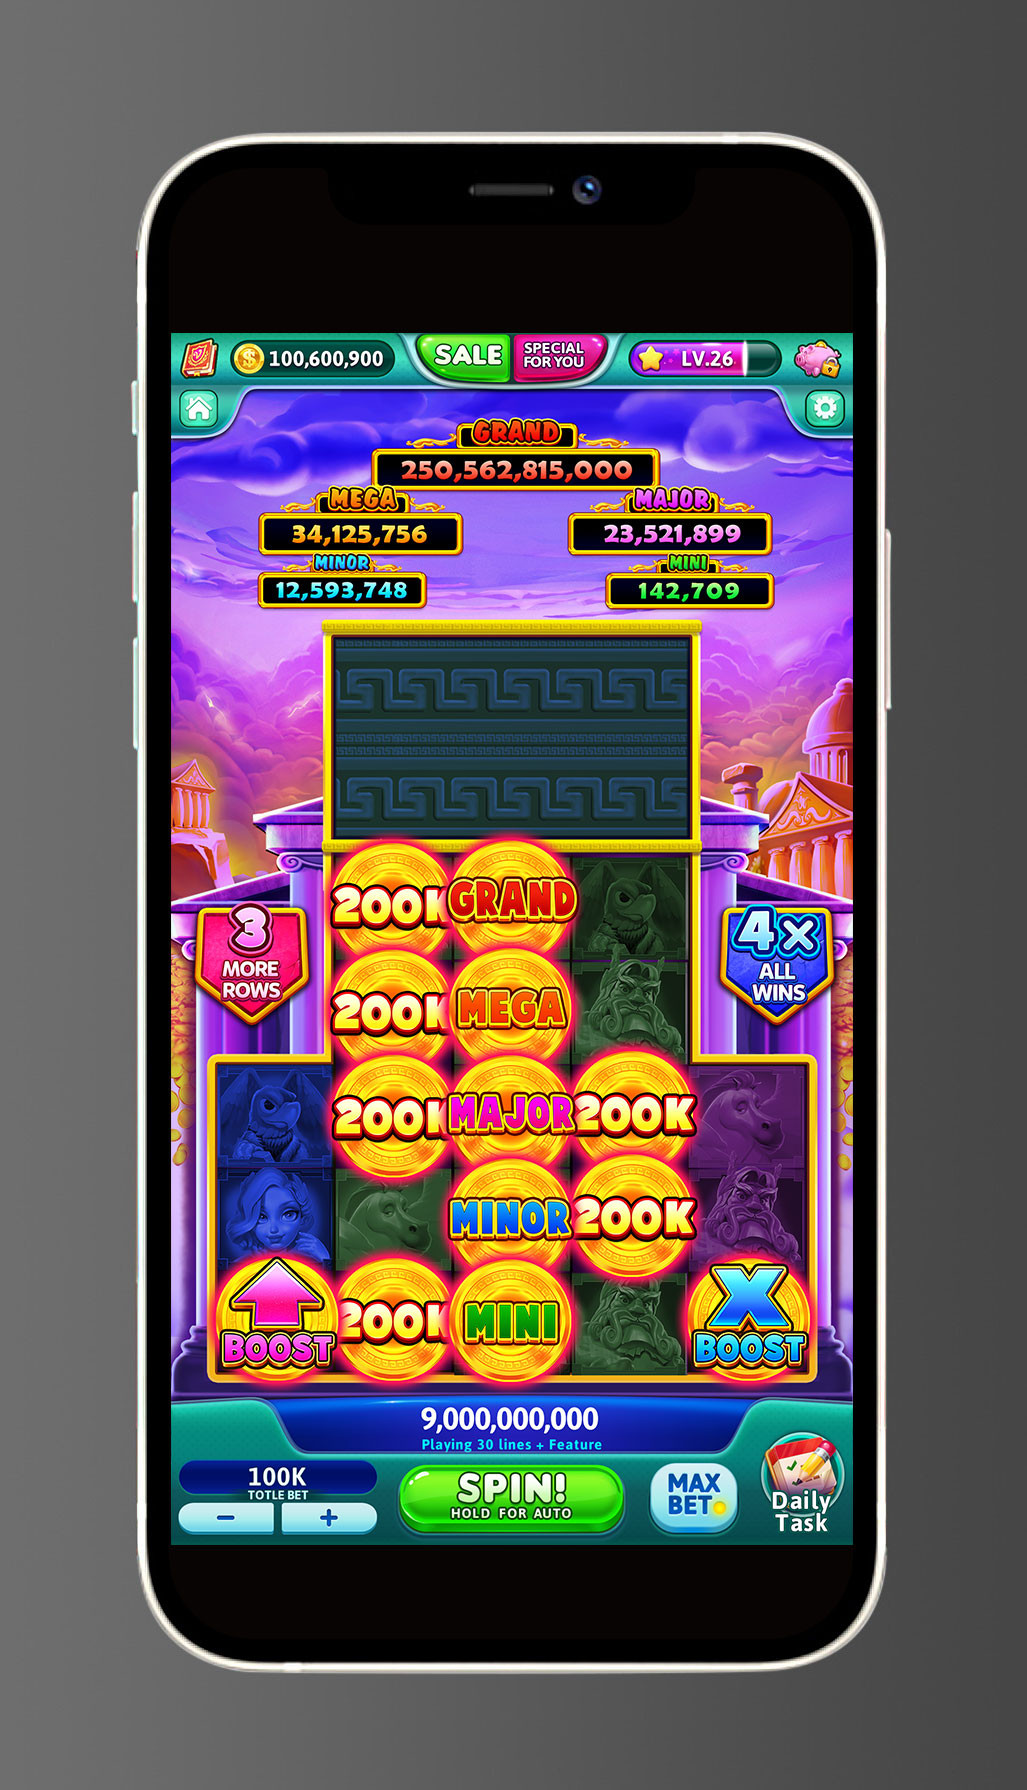 100,600,900
SALE
SPECIAL
FOR YOU
LV.26
GRAND
250,562,815,000
MEGA
34,125,756
MAJOR
23,521,899
MINOR
12,593,748
MINI
142,709
200K
GRAND
3
MORE
ROWS
4X
ALL
WINS
200K
MEGA
200K
MAJOR
200K
MINOR
200K
BOOST
200K
MINI
X
BOOST
9,000,000,000
Playing 30 lines + Feature
100K
TOTLE BET
−
+
SPIN!
HOLD FOR AUTO
MAX
BET
Daily
Task